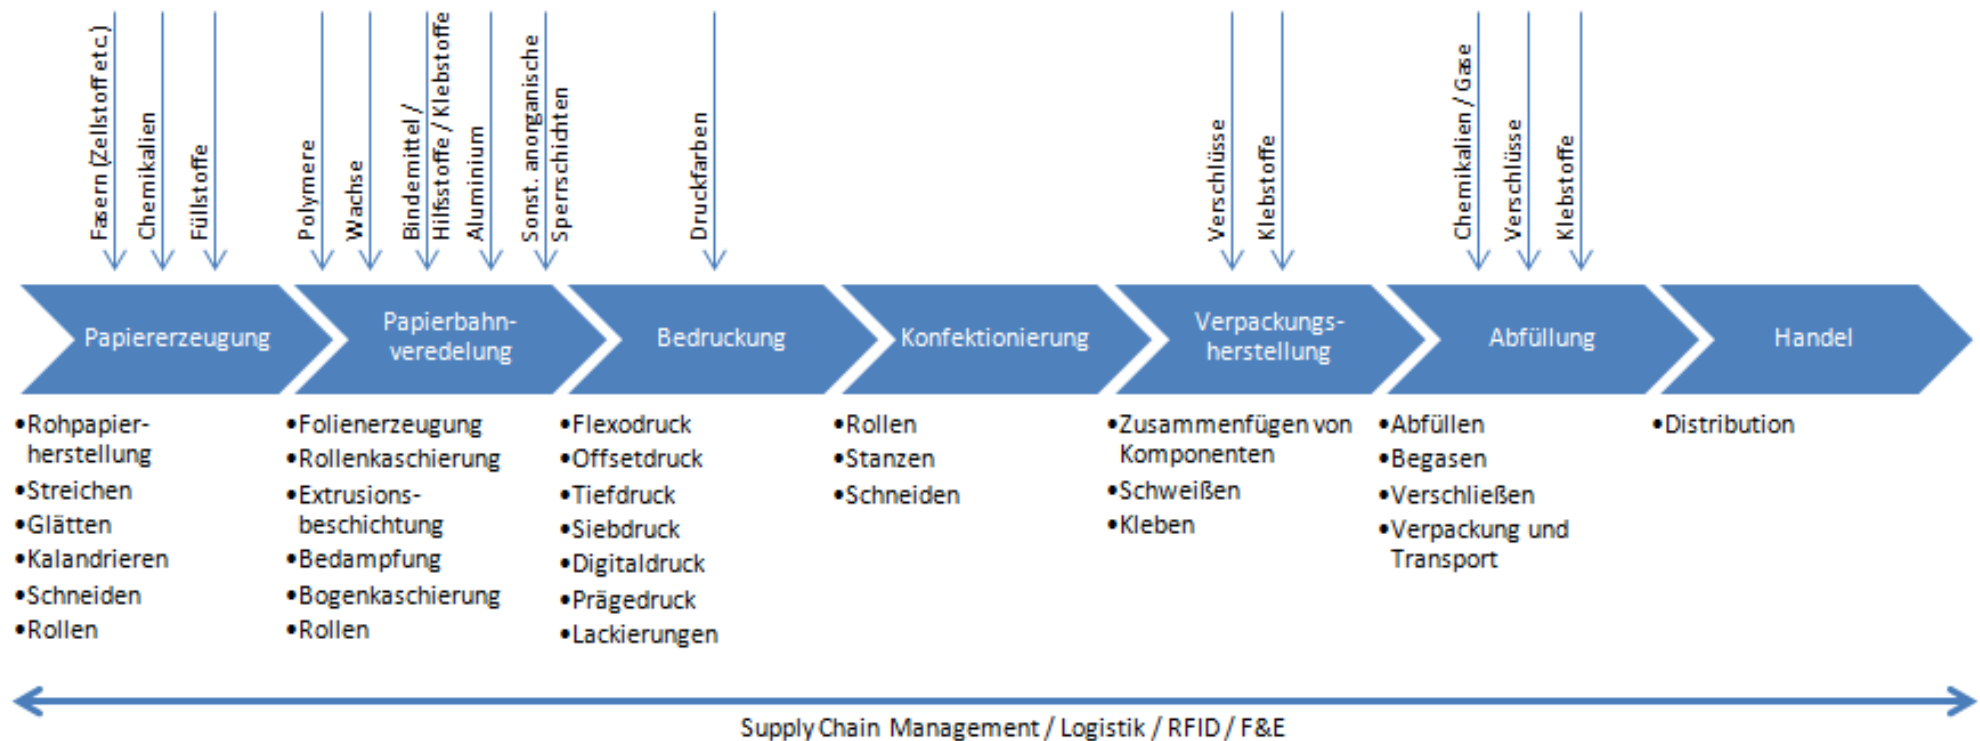 Fasern (Zellstoff etc.)
Chemikalien
Füllstoffe
Polymere
Wachse
Bindemittel /
Hilfsstoffe / Klebstoffe
Aluminium
Sonst. anorganische
Sperrschichten
Druckfarben
Verschlüsse
Klebstoffe
Chemikalien / Gase
Verschlüsse
Klebstoffe
Papiererzeugung
Papierbahn-
veredelung
Bedruckung
Konfektionierung
Verpackungs-
herstellung
Abfüllung
Handel
•Rohpapier-
herstellung
•Streichen
•Glätten
•Kalandrieren
•Schneiden
•Rollen
•Folienerzeugung
•Rollenkaschierung
•Extrusions-
beschichtung
•Bedampfung
•Bogenkaschierung
•Rollen
•Flexodruck
•Offsetdruck
•Tiefdruck
•Siebdruck
•Digitaldruck
•Prägedruck
•Lackierungen
•Rollen
•Stanzen
•Schneiden
•Zusammenfügen von
Komponenten
•Schweißen
•Kleben
•Abfüllen
•Begasen
•Verschließen
•Verpackung und
Transport
•Distribution
Supply Chain Management / Logistik / RFID / F&E